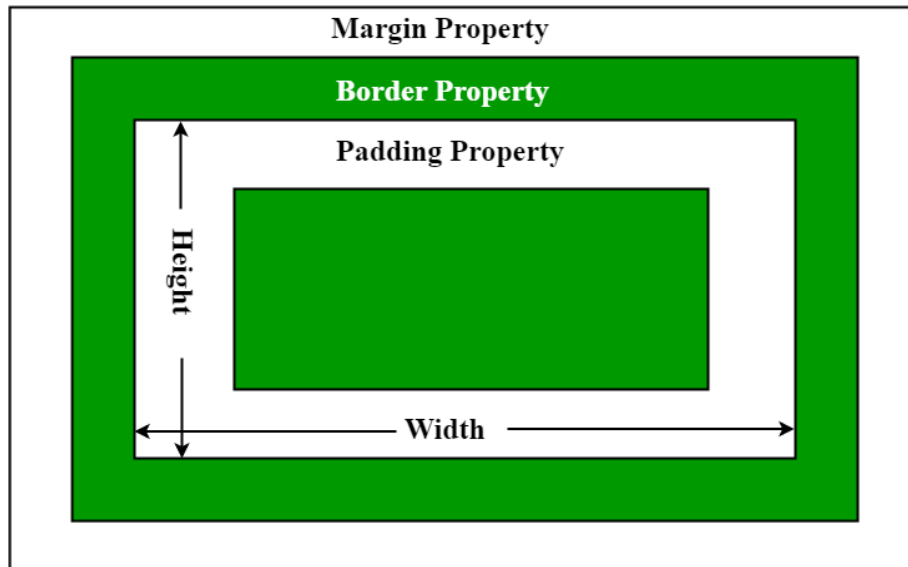 Margin Property
Border Property
Padding Property
Height
Width